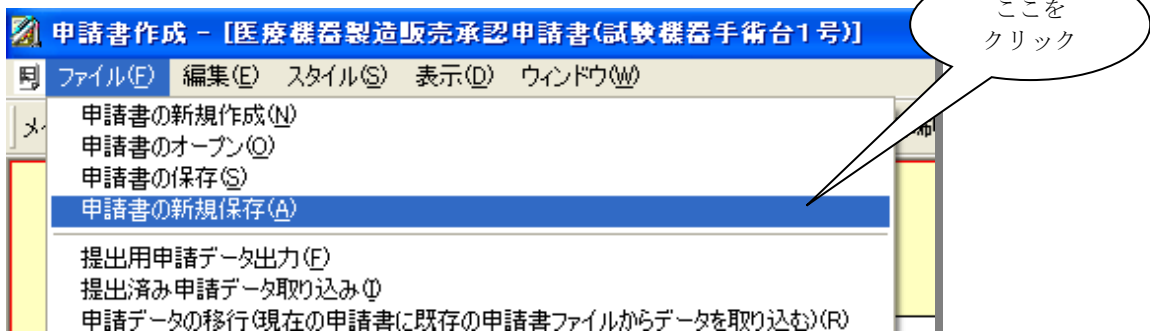 ここを
クリック
申請書作成 - [医療機器製造販売承認申請書(試験機器手術台1号)]
ファイル(F) 編集(E) スタイル(S) 表示(D) ウィンドウ(W)
申請書の新規作成(N)
申請書のオープン(O)
申請書の保存(S)
申請書の新規保存(A)
提出用申請データ出力(F)
提出済み申請データ取り込み(I)
申請データの移行(現在の申請書に既存の申請書ファイルからデータを取り込む)(R)